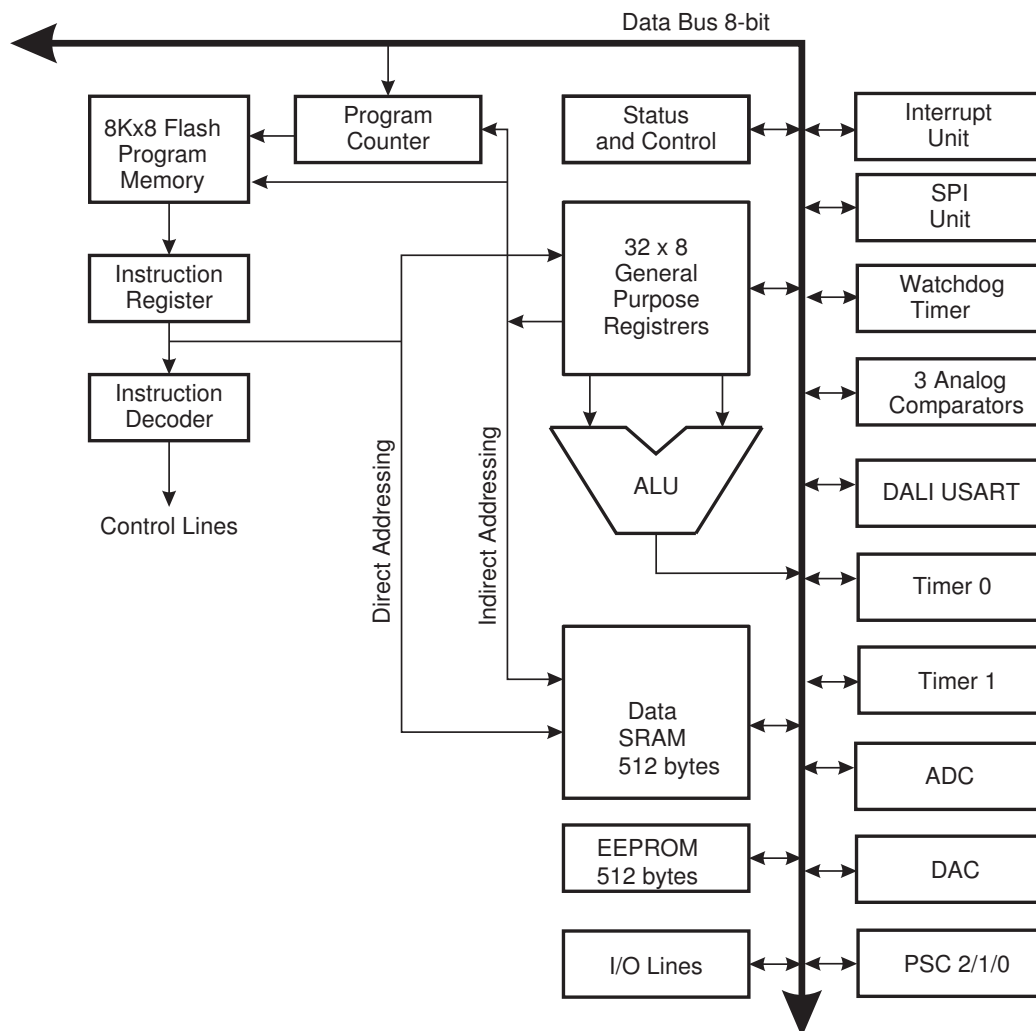 Data Bus 8-bit
8Kx8 Flash
Program
Memory
Program
Counter
Status
and Control
Interrupt
Unit
SPI
Unit
32 x 8
General
Purpose
Registrers
Instruction
Register
Watchdog
Timer
Instruction
Decoder
3 Analog
Comparators
Direct Addressing
Indirect Addressing
ALU
DALI USART
Control Lines
Timer 0
Timer 1
Data
SRAM
512 bytes
ADC
EEPROM
512 bytes
DAC
I/O Lines
PSC 2/1/0